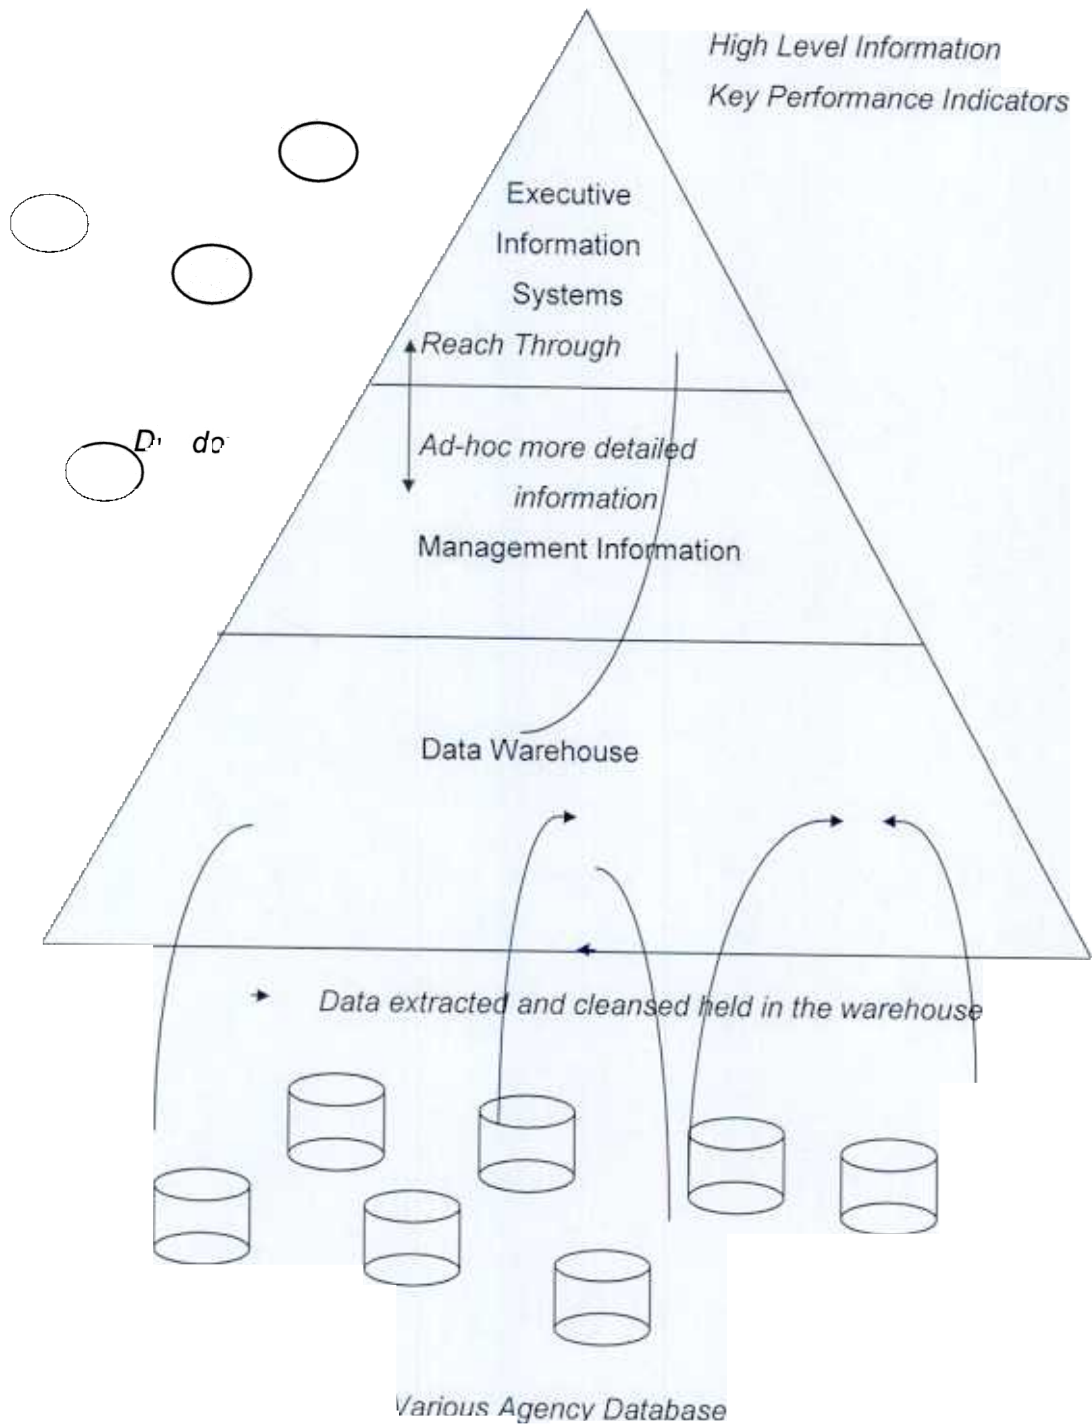 High Level Information
Key Performance Indicators
Executive
Information
Systems
Reach Through
Ad-hoc more detailed
information
Management Information
Data Warehouse
Data extracted and cleansed held in the warehouse
Various Agency Database